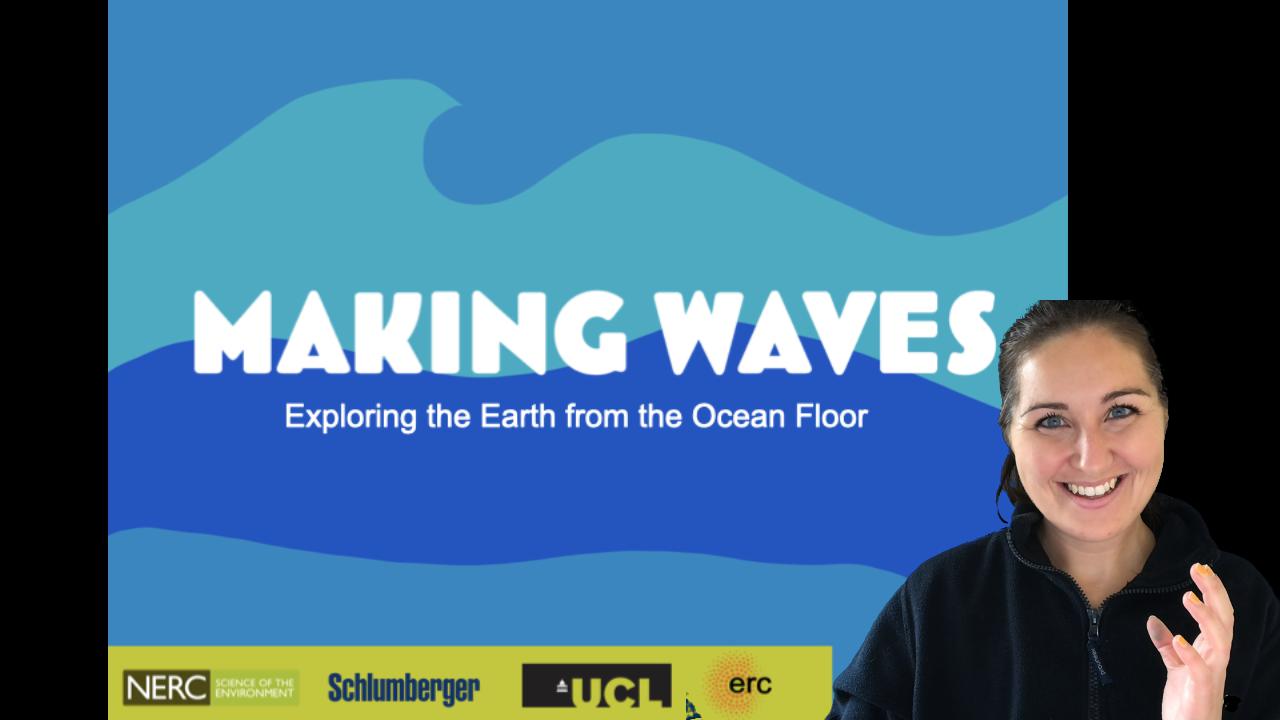 MAKING WAVES
Exploring the Earth from the Ocean Floor
NERC SCIENCE OF THE
ENVIRONMENT
Schlumberger
UCL
erc